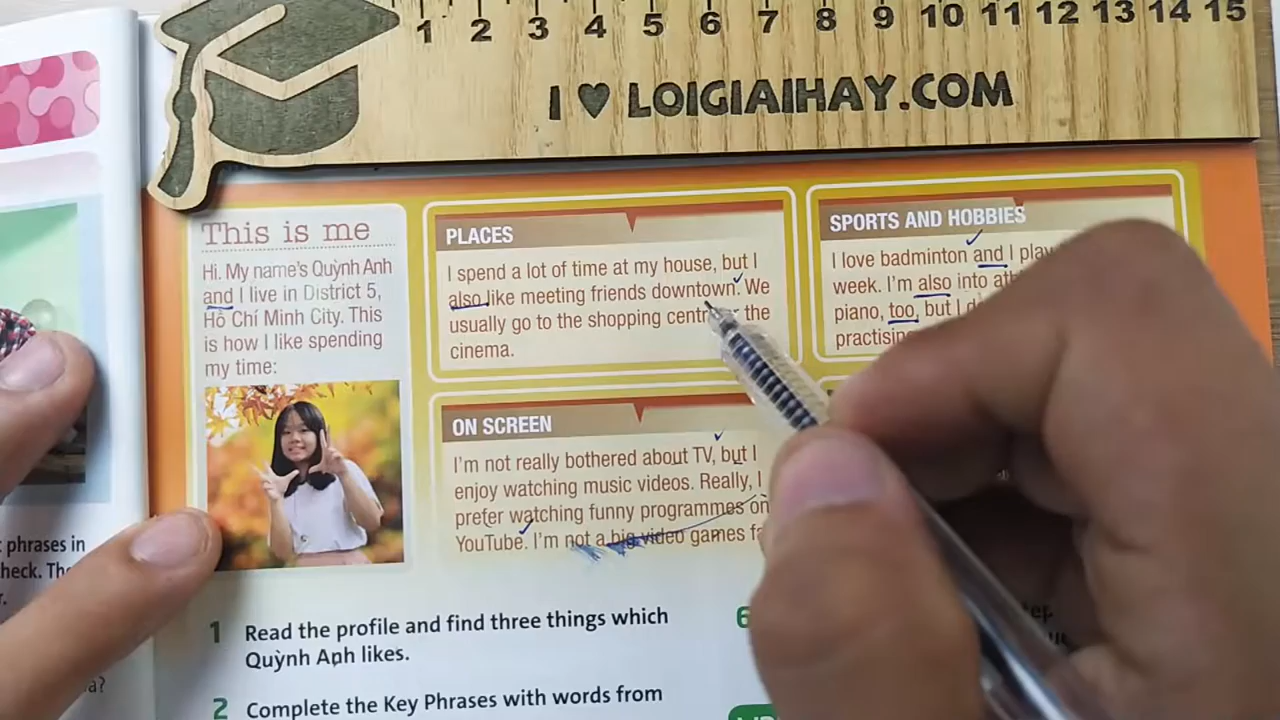 1 2 3 4 5 6 7 8 9 10 11 12 13 14 15
I ♥ LOIGIAIHAY.COM
This is me
Hi. My name's Quỳnh Anh
and I live in District 5,
Hồ Chí Minh City. This
is how I like spending
my time:
PLACES
I spend a lot of time at my house, but I
also like meeting friends downtown. We
usually go to the shopping the
cinema.
SPORTS AND HOBBIES
I love badminton and I play
week. I'm also into
piano, too, but I
ON SCREEN
I'm not really bothered about TV, but I
enjoy watching music videos. Really, I
prefer watching funny programmes on
YouTube. I'm not a big video games
phrases in
1 Read the profile and find three things which
Quỳnh Anh likes.
6
2 Complete the Key Phrases with words from